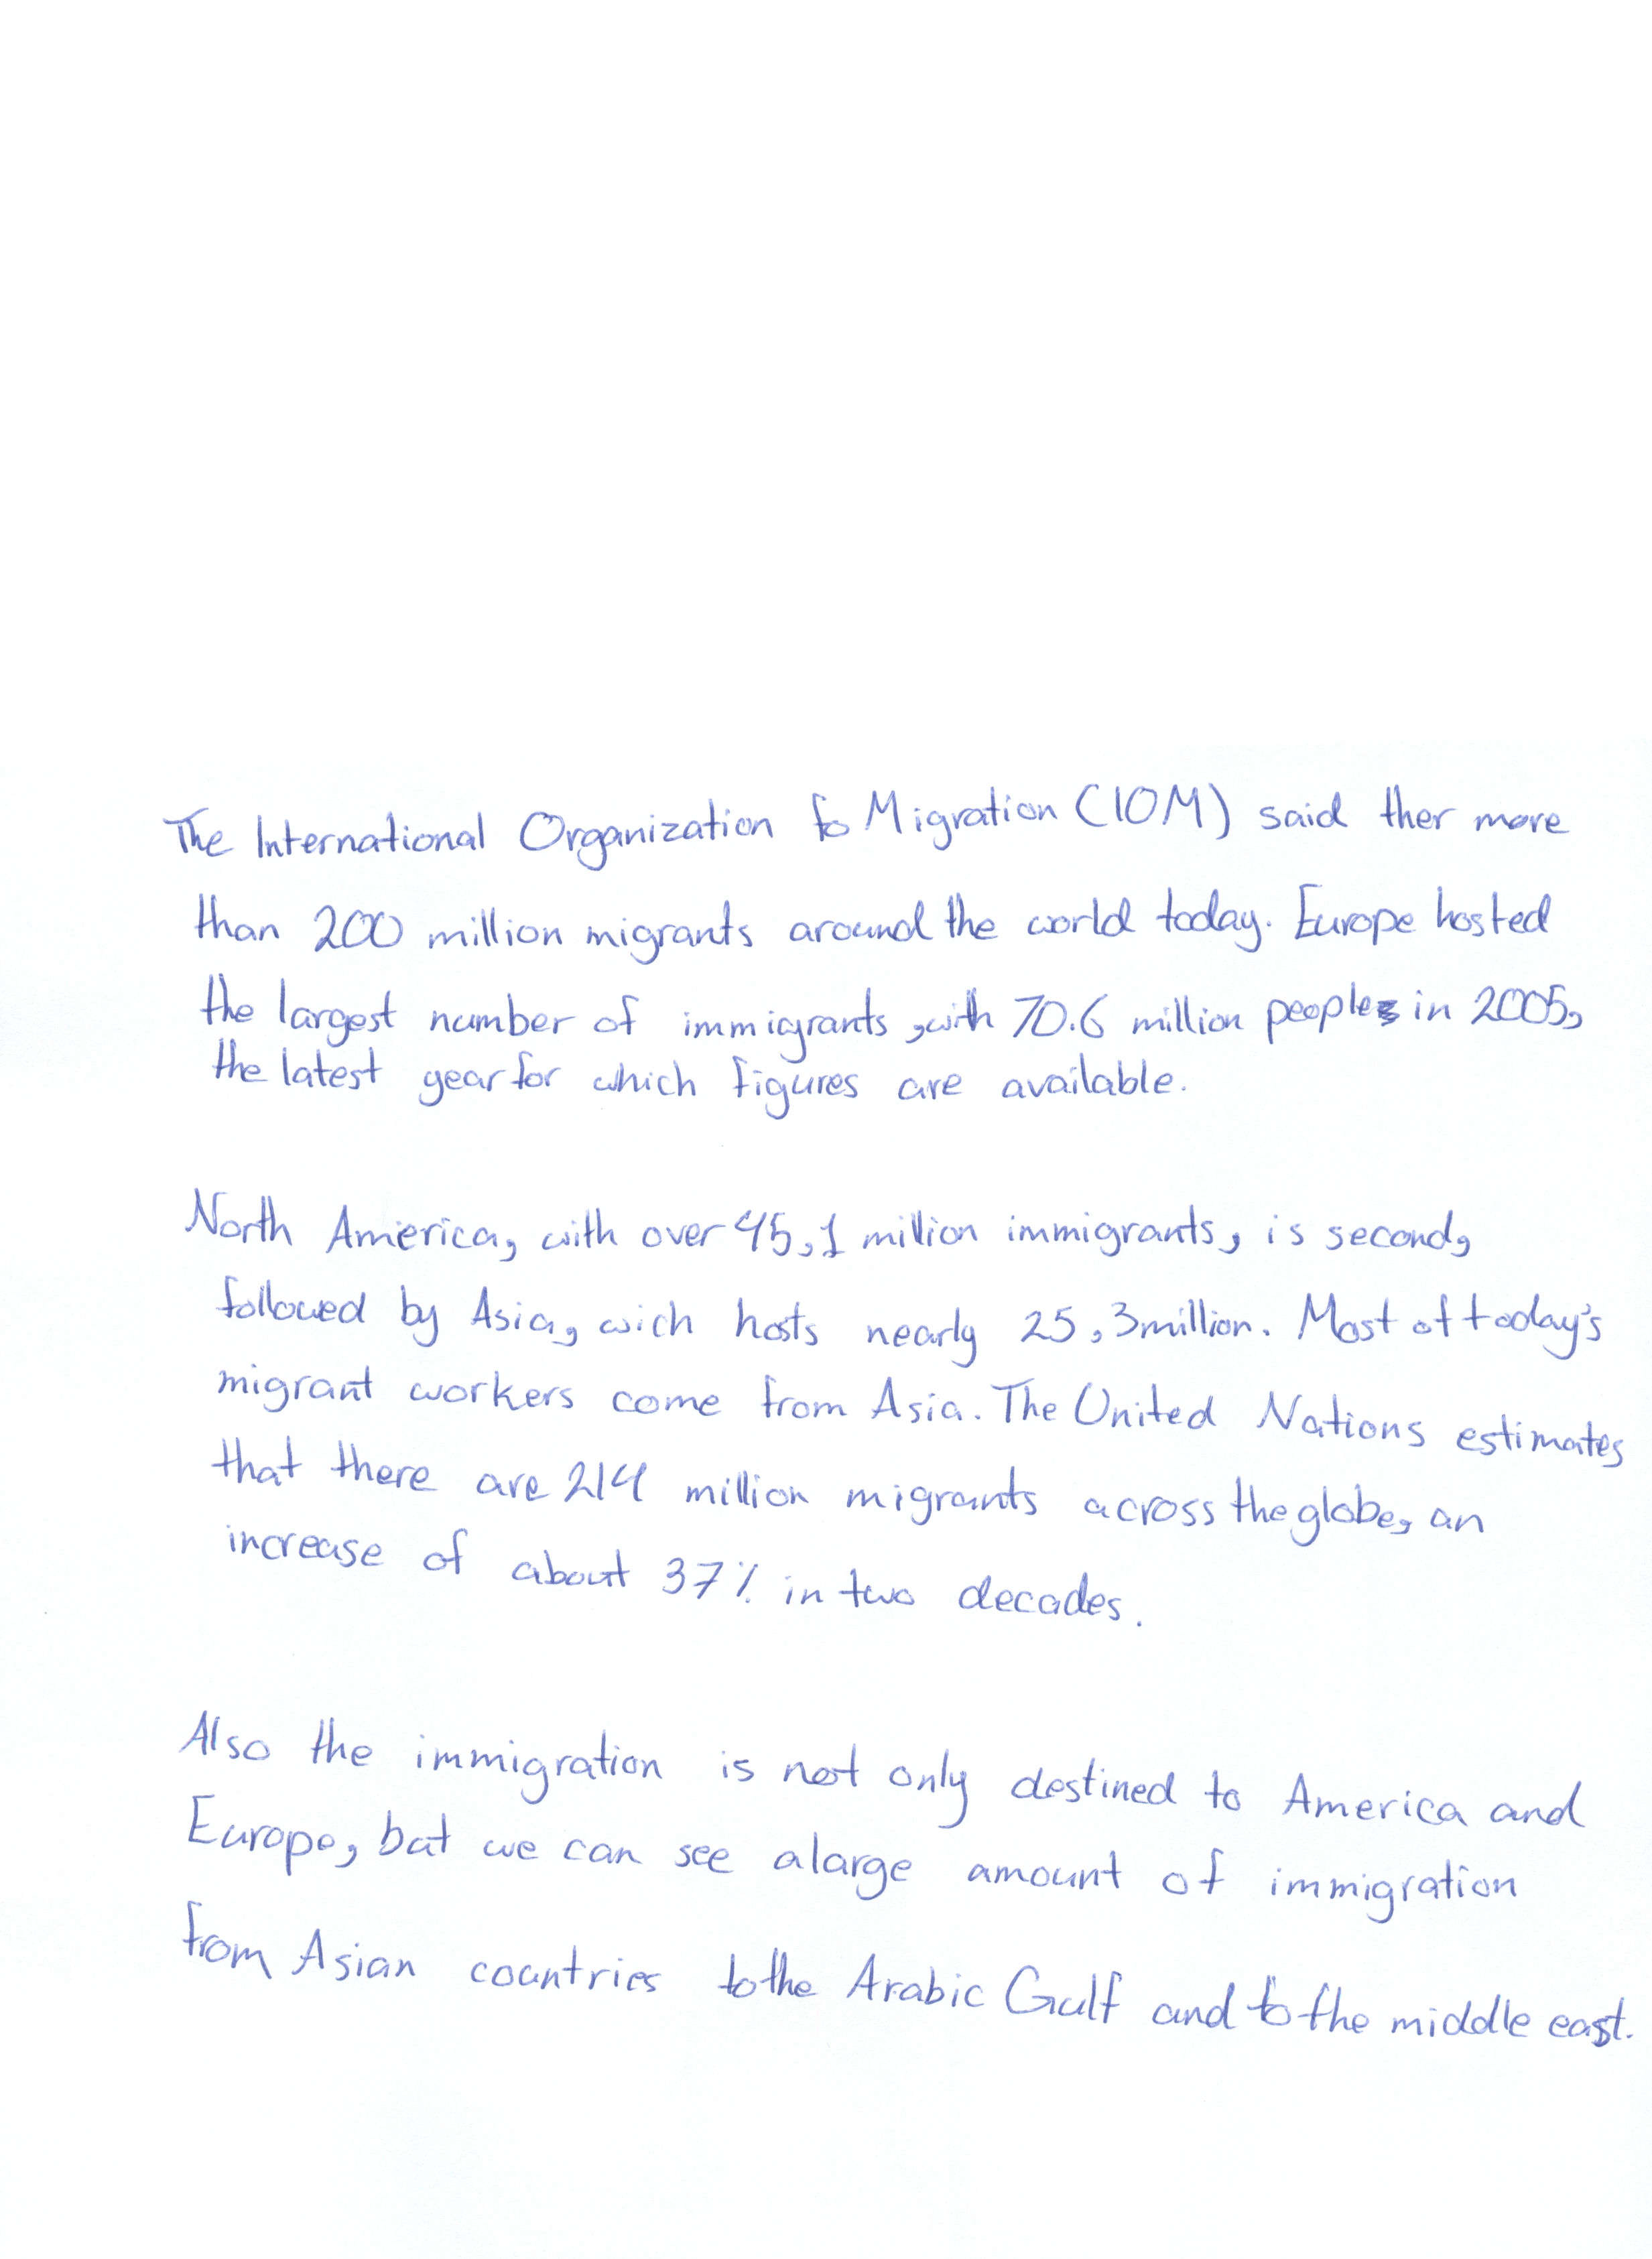 The International Organization fo Migration (IOM) said ther more
than 200 million migrants around the world today. Europe hosted
the largest number of immigrants ,with 70.6 million people in 2005,
the latest year for which figures are available.
North America, with over 45,1 million immigrants, is second,
followed by Asia, wich hosts nearly 25,3million. Most of today's
migrant workers come from Asia. The United Nations estimates
that there are 214 million migrants across the globe, an
increase of about 37% in two decades.
Also the immigration is not only destined to America and
Europe, but we can see alarge amount of immigration
from Asian countries to the Arabic Gulf and to the middle east.